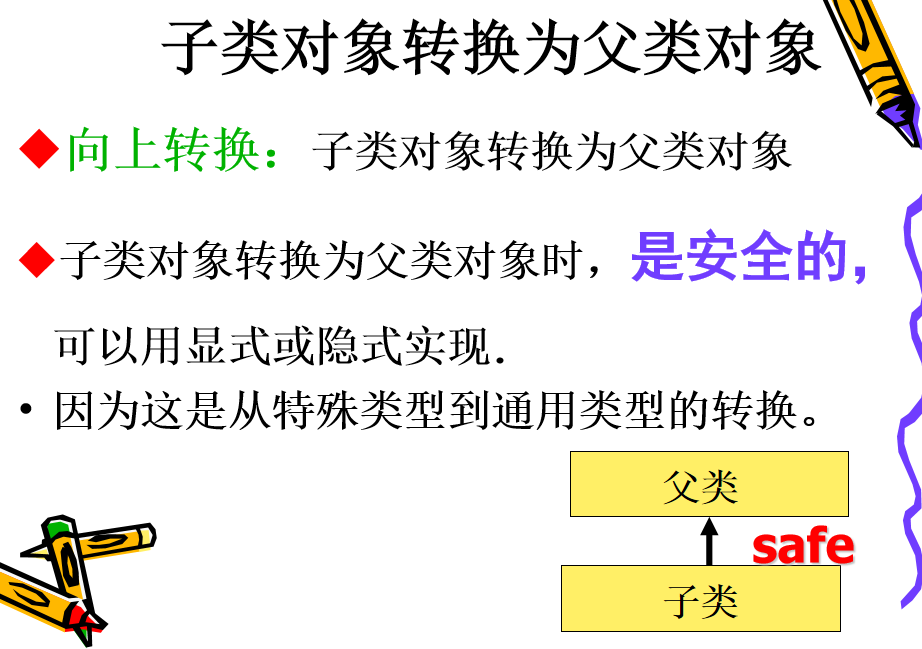 子类对象转换为父类对象
向上转换：子类对象转换为父类对象
子类对象转换为父类对象时，是安全的，
可以用显式或隐式实现.
• 因为这是从特殊类型到通用类型的转换。
父类
safe
子类